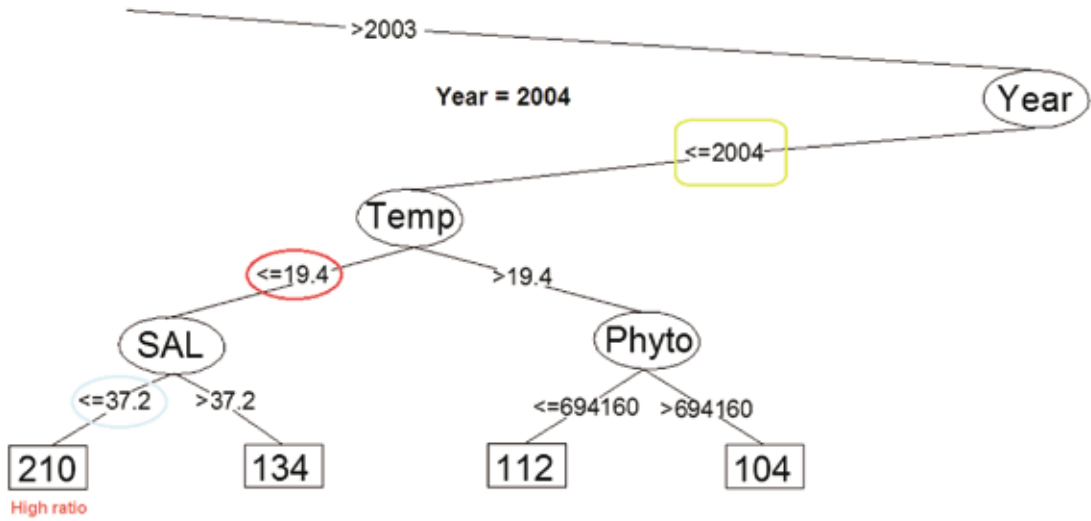 >2003
Year = 2004
Year
<=2004
Temp
<=19.4
>19.4
SAL
Phyto
<=37.2
>37.2
<=694160
>694160
210
134
112
104
High ratio